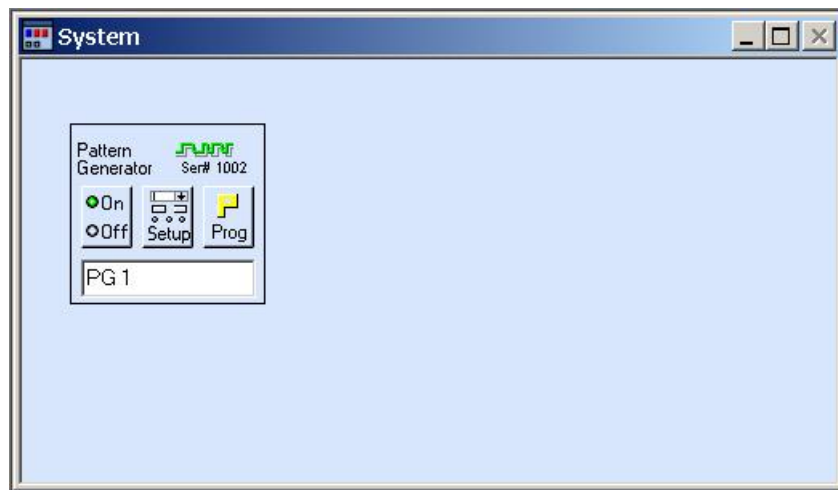 System
Pattern
Generator Ser# 1002
On
Off
Setup
Prog
PG 1